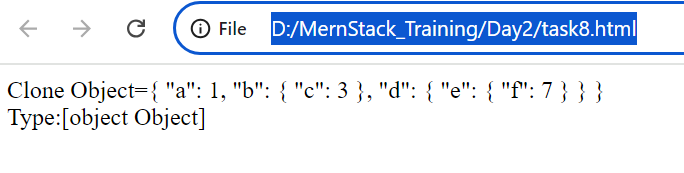 File D:/MernStack_Training/Day2/task8.html
Clone Object={ "a": 1, "b": { "c": 3 }, "d": { "e": { "f": 7 } } }
Type:[object Object]